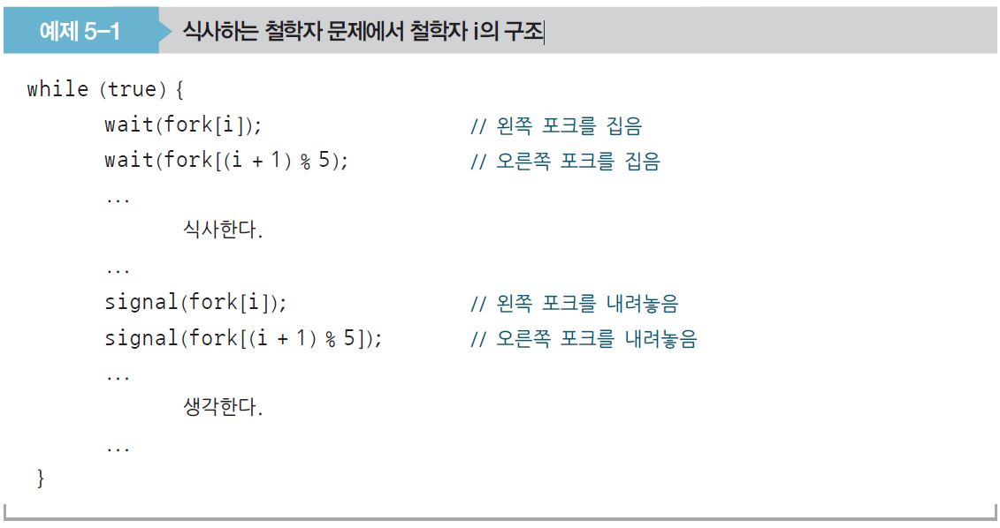 예제 5-1
식사하는 철학자 문제에서 철학자 i의 구조
while (true) {
wait(fork[i]); // 왼쪽 포크를 집음
wait(fork[(i + 1) % 5); // 오른쪽 포크를 집음
...
식사한다.
...
signal(fork[i]); // 왼쪽 포크를 내려놓음
signal(fork[(i + 1) % 5]); // 오른쪽 포크를 내려놓음
...
생각한다.
...
}